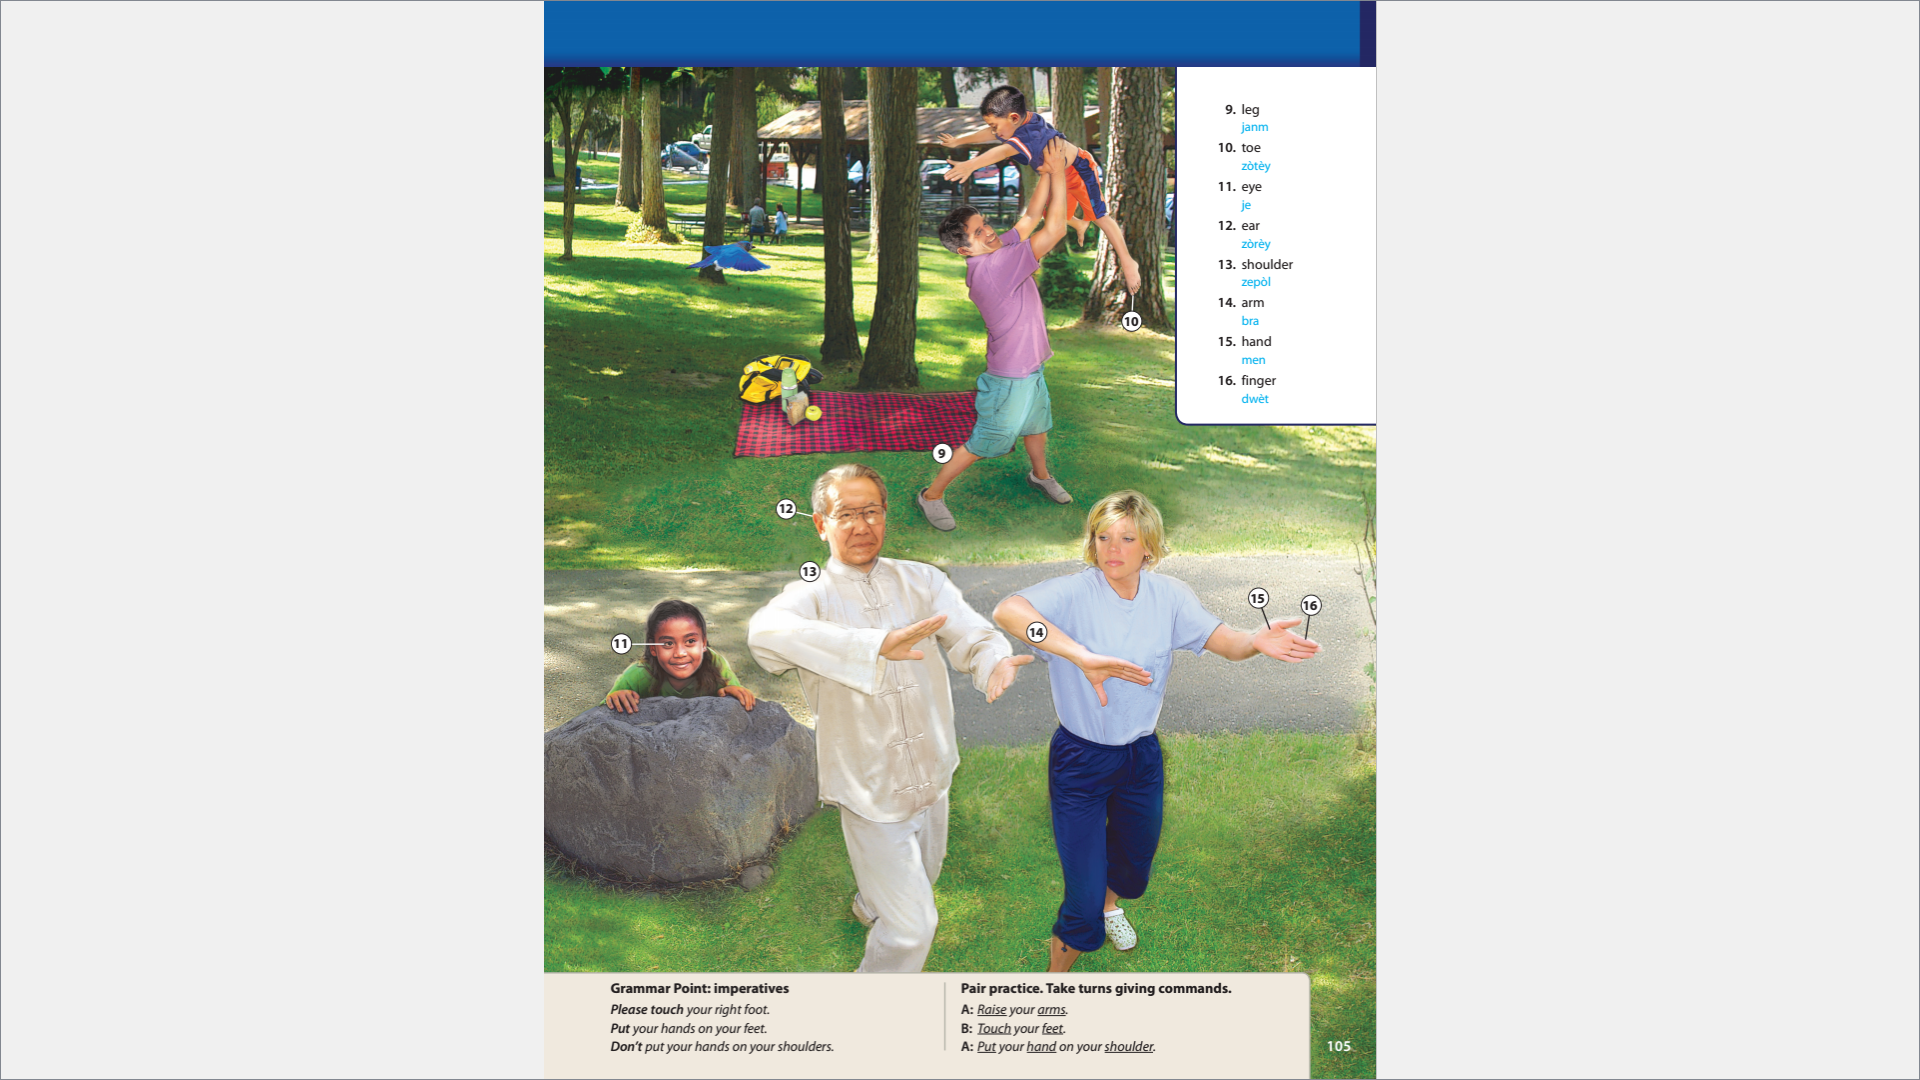 9. leg
janm
10. toe
zòtèy
11. eye
je
12. ear
zòrèy
13. shoulder
zepòl
14. arm
bra
15. hand
men
16. finger
dwèt
10
9
12
13
15
16
14
11
Grammar Point: imperatives
Please touch your right foot.
Put your hands on your feet.
Don't put your hands on your shoulders.
Pair practice. Take turns giving commands.
A: Raise your arms.
B: Touch your feet.
A: Put your hand on your shoulder.
105